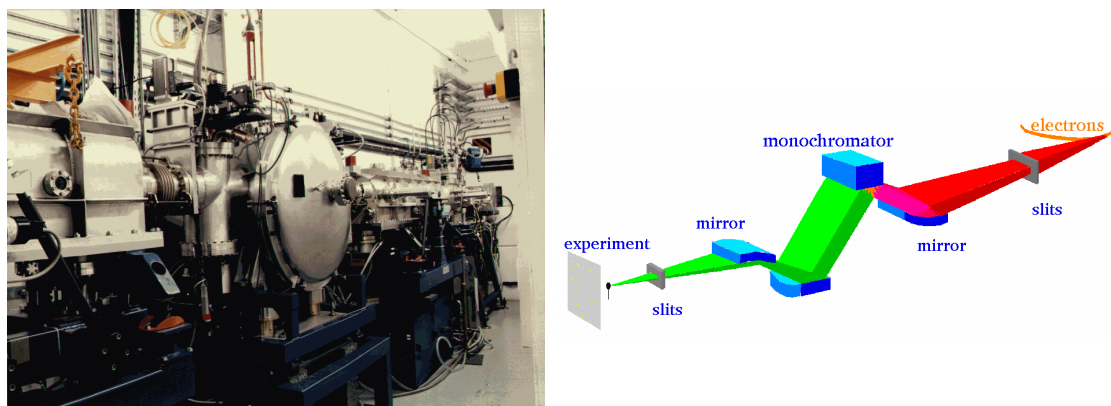 electrons
monochromator
slits
mirror
mirror
experiment
slits